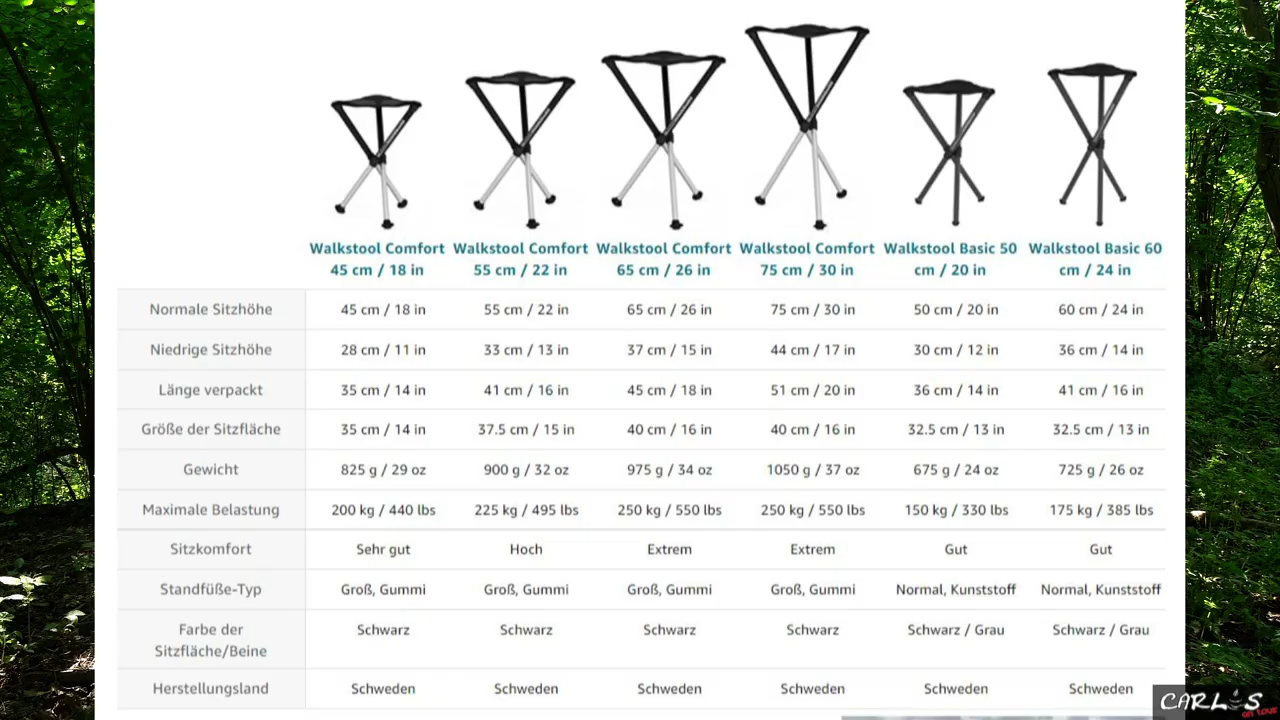 Walkstool Comfort 45 cm / 18 in
Walkstool Comfort 55 cm / 22 in
Walkstool Comfort 65 cm / 26 in
Walkstool Comfort 75 cm / 30 in
Walkstool Basic 50 cm / 20 in
Walkstool Basic 60 cm / 24 in
Normale Sitzhöhe 45 cm / 18 in 55 cm / 22 in 65 cm / 26 in 75 cm / 30 in 50 cm / 20 in 60 cm / 24 in
Niedrige Sitzhöhe 28 cm / 11 in 33 cm / 13 in 37 cm / 15 in 44 cm / 17 in 30 cm / 12 in 36 cm / 14 in
Länge verpackt 35 cm / 14 in 41 cm / 16 in 45 cm / 18 in 51 cm / 20 in 36 cm / 14 in 41 cm / 16 in
Größe der Sitzfläche 35 cm / 14 in 37.5 cm / 15 in 40 cm / 16 in 40 cm / 16 in 32.5 cm / 13 in 32.5 cm / 13 in
Gewicht 825 g / 29 oz 900 g / 32 oz 975 g / 34 oz 1050 g / 37 oz 675 g / 24 oz 725 g / 26 oz
Maximale Belastung 200 kg / 440 lbs 225 kg / 495 lbs 250 kg / 550 lbs 250 kg / 550 lbs 150 kg / 330 lbs 175 kg / 385 lbs
Sitzkomfort Sehr gut Hoch Extrem Extrem Gut Gut
Standfüße-Typ Groß, Gummi Groß, Gummi Groß, Gummi Groß, Gummi Normal, Kunststoff Normal, Kunststoff
Farbe der Sitzfläche/Beine Schwarz Schwarz Schwarz Schwarz Schwarz / Grau Schwarz / Grau
Herstellungsland Schweden Schweden Schweden Schweden Schweden Schweden
CARLOS
on tour